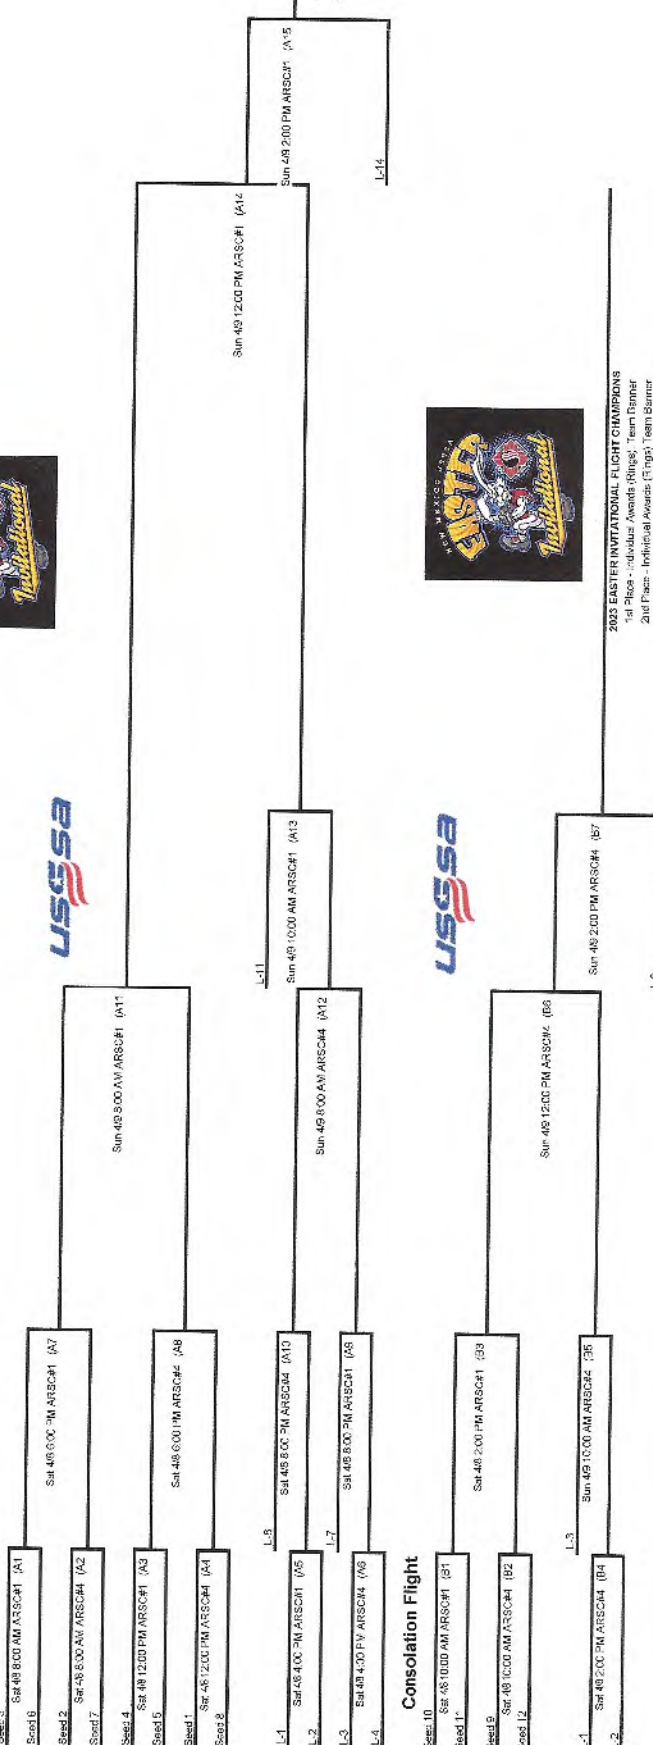 Sat 4/8 8:00 AM ARSC#1 (A1
Seed 6
Seed 2
Sat 4/8 8:00 AM ARSC#4 (A2
Seed 7
Seed 4
Sat 4/8 12:00 PM ARSC#1 (A3
Seed 5
Seed 1
Sat 4/8 12:00 PM ARSC#4 (A4
Seed 8
Sat 4/8 6:00 PM ARSC#1 (A7
Sat 4/8 6:00 PM ARSC#4 (A8
Sun 4/9 8:00 AM ARSC#1 (A11
Sun 4/9 12:00 PM ARSC#1 (A14
Sun 4/9 2:00 PM ARSC#1 (A15
L-14
L-1
Sat 4/8 4:00 PM ARSC#1 (A5
L-2
L-3
Sat 4/8 4:00 PM ARSC#4 (A6
L-4
L-8
Sat 4/8 8:00 PM ARSC#4 (A10
L-7
Sat 4/8 8:00 PM ARSC#1 (A9
Sun 4/9 8:00 AM ARSC#4 (A12
L-11
Sun 4/9 10:00 AM ARSC#1 (A13
Invitational
usssa
Consolation Flight
Seed 10
Sat 4/8 10:00 AM ARSC#1 (B1
Seed 11
Seed 9
Sat 4/8 10:00 AM ARSC#4 (B2
Seed 12
Sat 4/8 2:00 PM ARSC#1 (B3
Sat 4/8 2:00 PM ARSC#4 (B4
L-3
Sun 4/9 10:00 AM ARSC#4 (B5
Sun 4/9 12:00 PM ARSC#4 (B6
Sun 4/9 2:00 PM ARSC#4 (B7
usssa
NEW MEXICO USSSA
EASTER
Invitational
2023 EASTER INVITATIONAL FLIGHT CHAMPIONS
1st Place - Individual Awards (Rings) Team Banner
2nd Place - Individual Awards (Rings) Team Banner